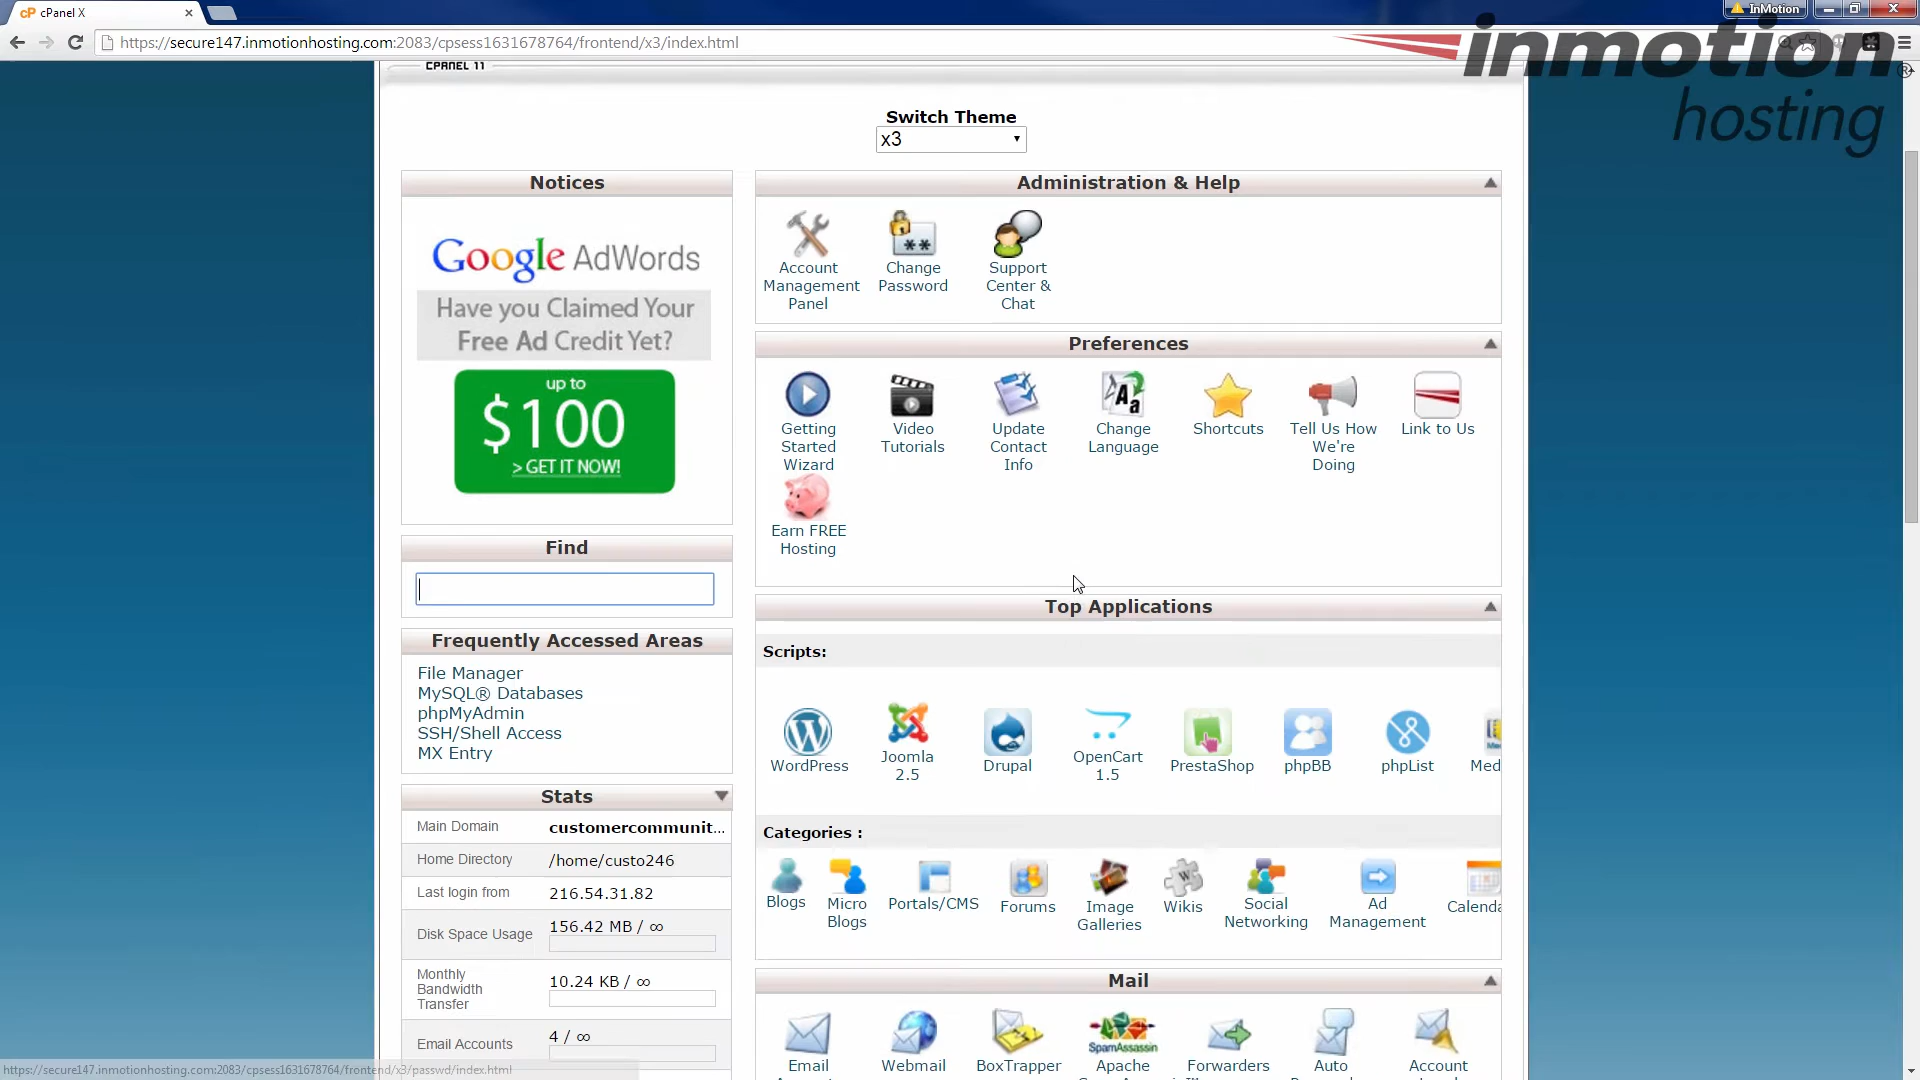 cPanel X
InMotion
https://secure147.inmotionhosting.com:2083/cpsess1631678764/frontend/x3/index.html
inmotion
hosting
CPANEL 11
Switch Theme
x3
Notices
Google AdWords
Have you Claimed Your
Free Ad Credit Yet?
up to
$100
> GET IT NOW!
Find
Frequently Accessed Areas
File Manager
MySQL® Databases
phpMyAdmin
SSH/Shell Access
MX Entry
Stats
Main Domain customercommunit...
Home Directory /home/custo246
Last login from 216.54.31.82
Disk Space Usage 156.42 MB / ∞
Monthly
Bandwidth
Transfer
10.24 KB / ∞
Email Accounts 4 / ∞
Administration & Help
Account
Management
Panel
Change
Password
Support
Center &
Chat
Preferences
Getting
Started
Wizard
Video
Tutorials
Update
Contact
Info
Change
Language
Shortcuts
Tell Us How
We're
Doing
Link to Us
Earn FREE
Hosting
Top Applications
Scripts:
WordPress
Joomla
2.5
Drupal
OpenCart
1.5
PrestaShop
phpBB
phpList
Med
Categories :
Blogs
Micro
Blogs
Portals/CMS
Forums
Image
Galleries
Wikis
Social
Networking
Ad
Management
Calenda
Mail
Email
Webmail
BoxTrapper
SpamAssassin
Apache
Forwarders
Auto
Account
https://secure147.inmotionhosting.com:2083/cpsess1631678764/frontend/x3/passwd/index.html